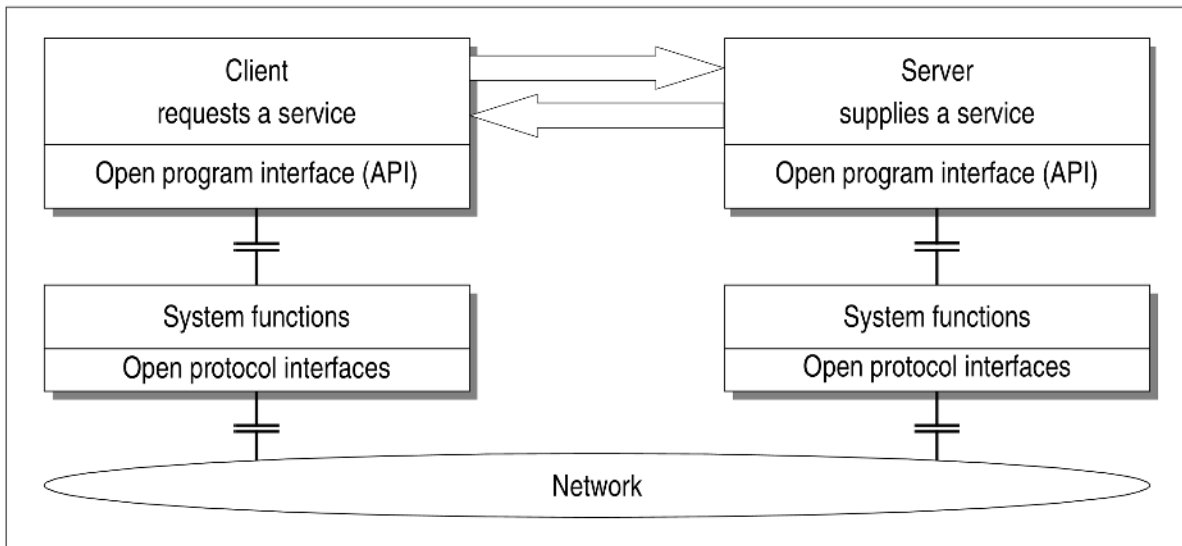 Client
requests a service
Open program interface (API)
Server
supplies a service
Open program interface (API)
System functions
Open protocol interfaces
System functions
Open protocol interfaces
Network